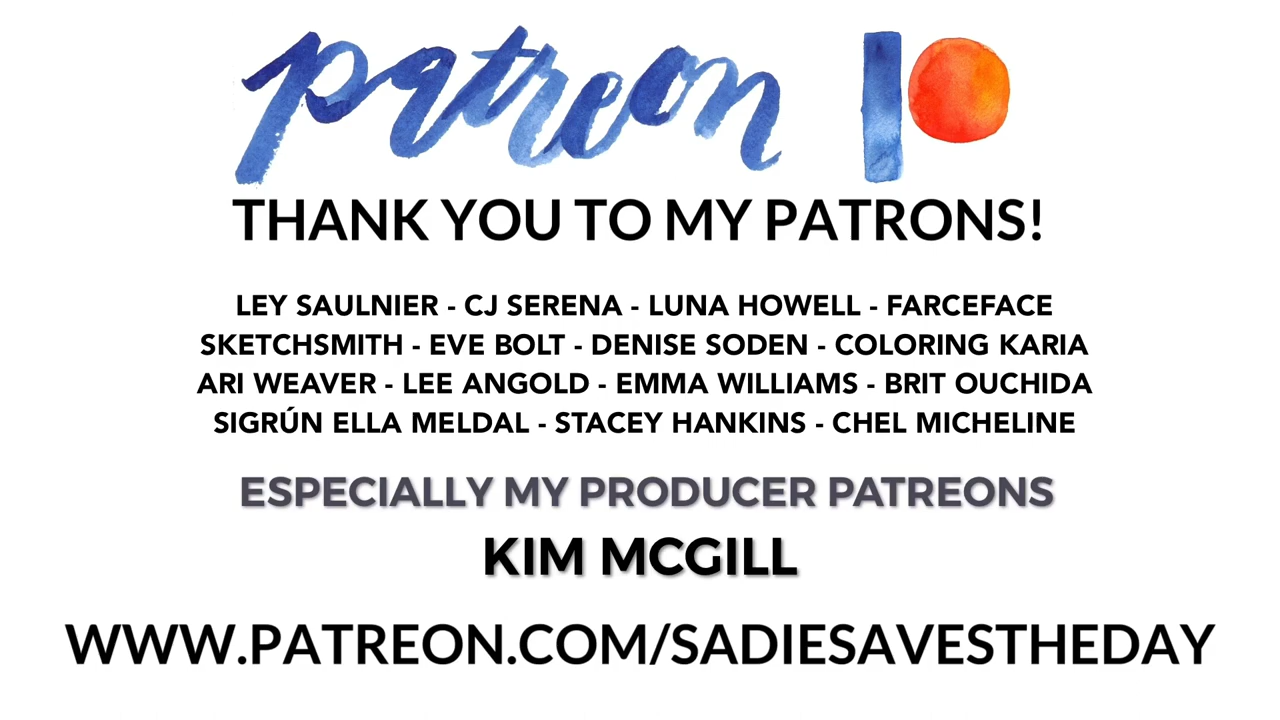 patreon
THANK YOU TO MY PATRONS!
LEY SAULNIER - CJ SERENA - LUNA HOWELL - FARCEFACE
SKETCHSMITH - EVE BOLT - DENISE SODEN - COLORING KARIA
ARI WEAVER - LEE ANGOLD - EMMA WILLIAMS - BRIT OUCHIDA
SIGRÚN ELLA MELDAL - STACEY HANKINS - CHEL MICHELINE
ESPECIALLY MY PRODUCER PATREONS
KIM MCGILL
WWW.PATREON.COM/SADIESAVESTHEDAY